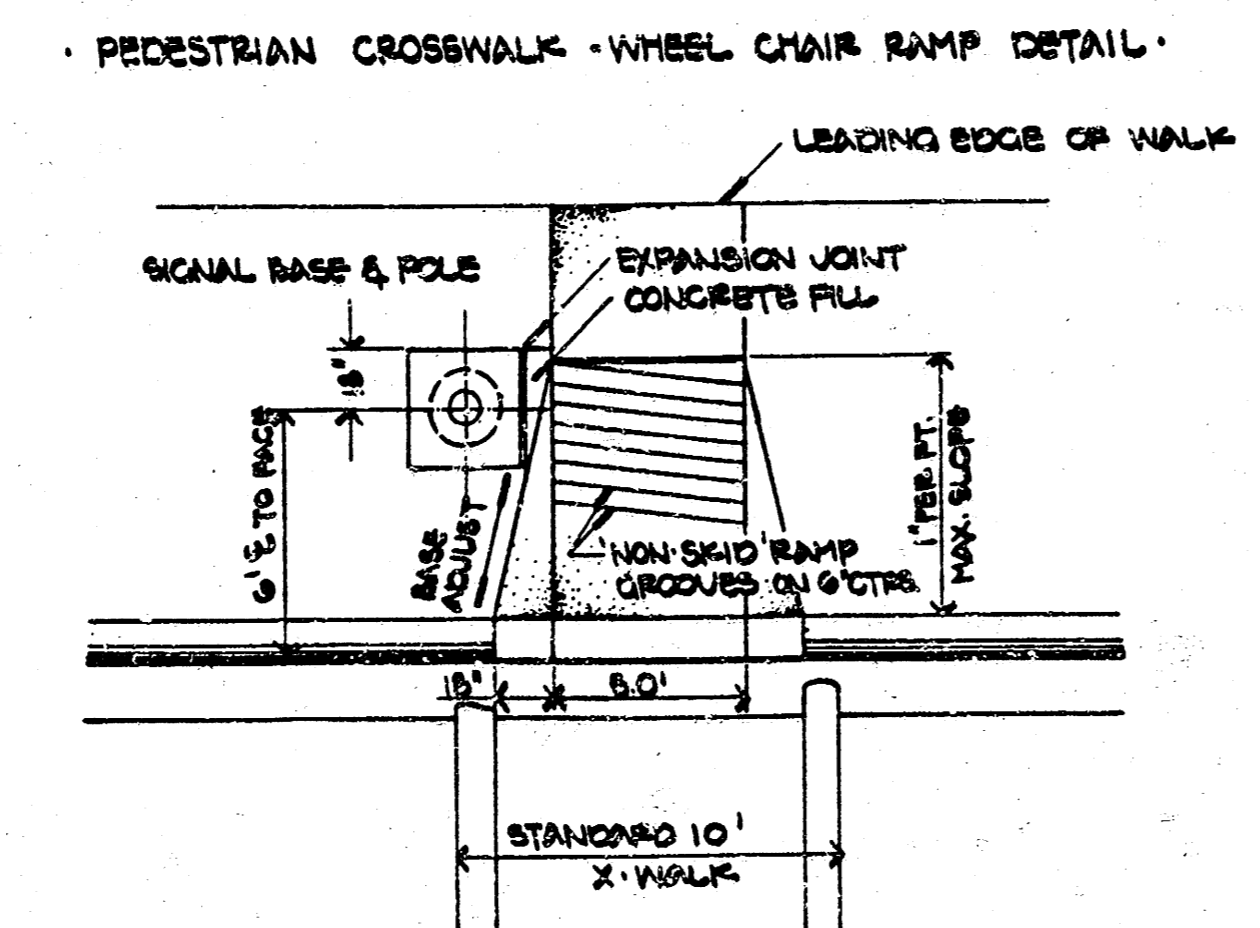 · PEDESTRIAN CROSSWALK - WHEEL CHAIR RAMP DETAIL ·
LEADING EDGE OF WALK
SIGNAL BASE & POLE
EXPANSION JOINT
CONCRETE FILL
18"
6' ℄ TO FACE
BASE
ADJUST
'NON-SKID' RAMP
GROOVES ON 6" CTRS.
1" PER FT.
MAX. SLOPE
18"
5.0'
STANDARD 10'
X-WALK